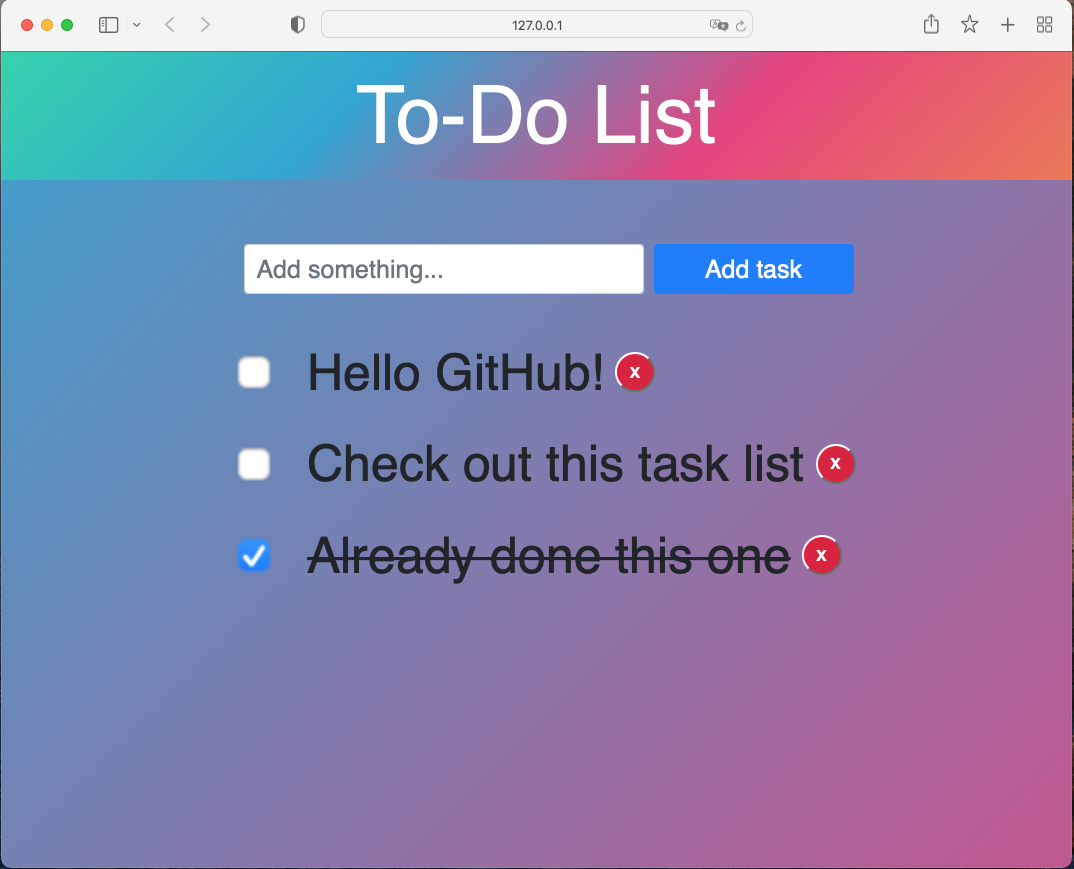 127.0.0.1
To-Do List
Add something...
Add task
Hello GitHub! x
Check out this task list x
Already done this one x